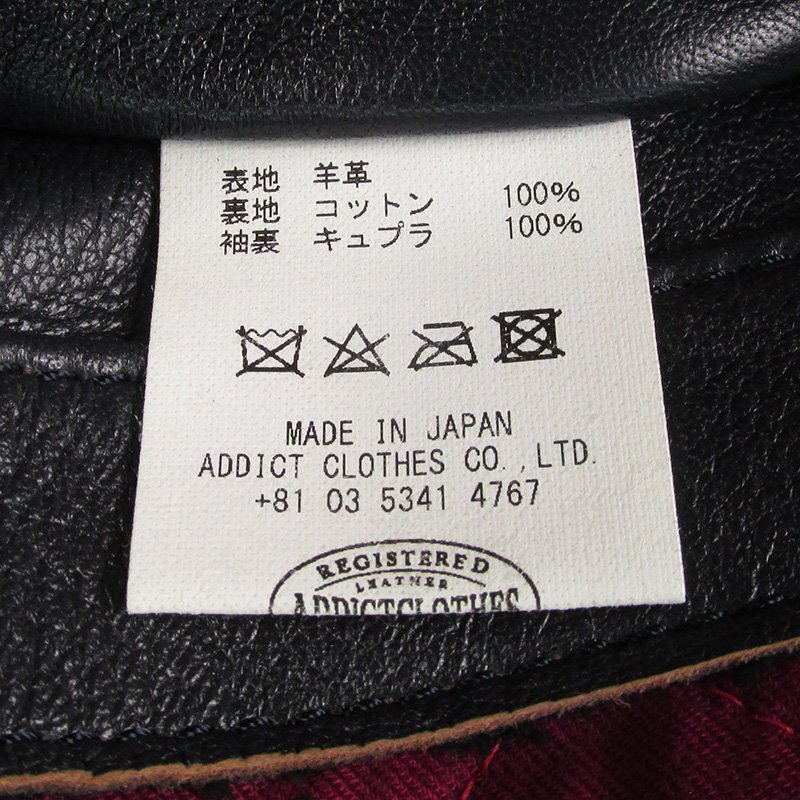 表地 羊革
裏地 コットン 100%
袖裏 キュプラ 100%
MADE IN JAPAN
ADDICT CLOTHES CO.,LTD.
+81 03 5341 4767
REGISTERED
LEATHER
ADDICTCLOTHES